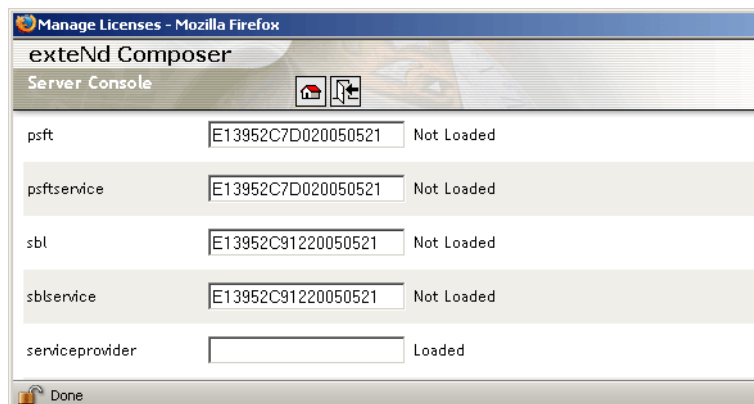 Manage Licenses - Mozilla Firefox
exteNd Composer
Server Console
psft E13952C7D020050521 Not Loaded
psftservice E13952C7D020050521 Not Loaded
sbl E13952C91220050521 Not Loaded
sblservice E13952C91220050521 Not Loaded
serviceprovider Loaded
Done